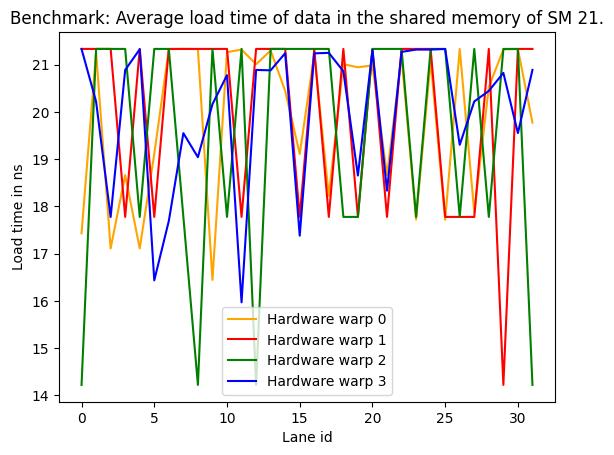 Benchmark: Average load time of data in the shared memory of SM 21.
Load time in ns
21
20
19
18
17
16
15
14
Hardware warp 0
Hardware warp 1
Hardware warp 2
Hardware warp 3
0 5 10 15 20 25 30
Lane id